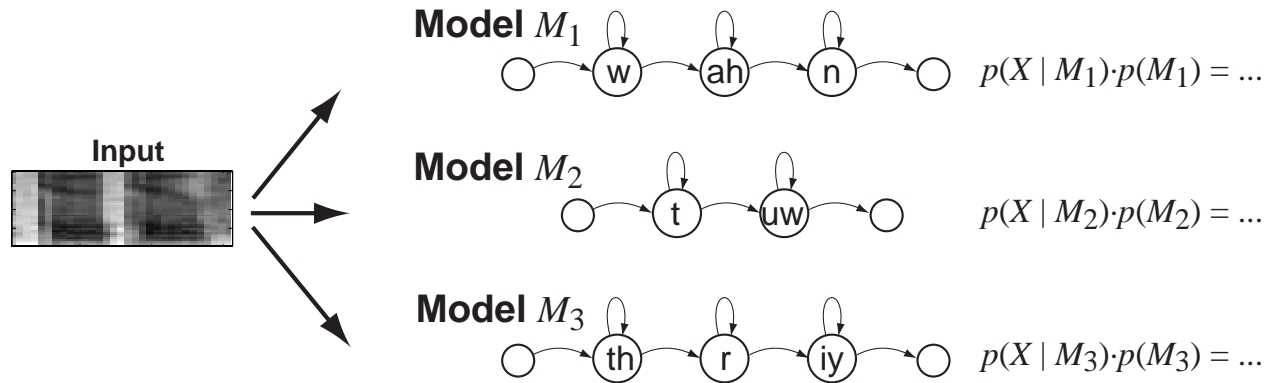 Model M1
w ah n
p(X | M1)·p(M1) = ...
Input
Model M2
t uw
p(X | M2)·p(M2) = ...
Model M3
th r iy
p(X | M3)·p(M3) = ...